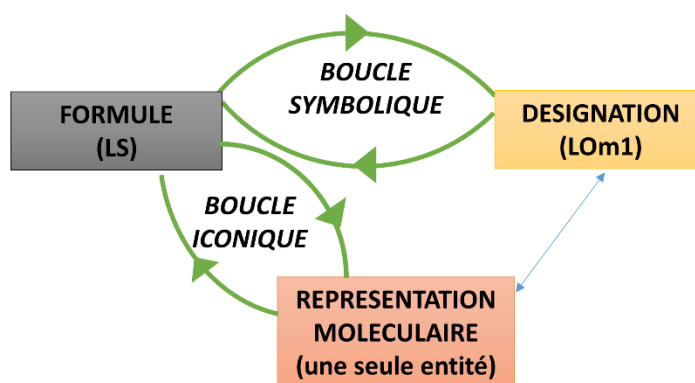 BOUCLE
SYMBOLIQUE
FORMULE
(LS)
DESIGNATION
(LOm1)
BOUCLE
ICONIQUE
REPRESENTATION
MOLECULAIRE
(une seule entité)